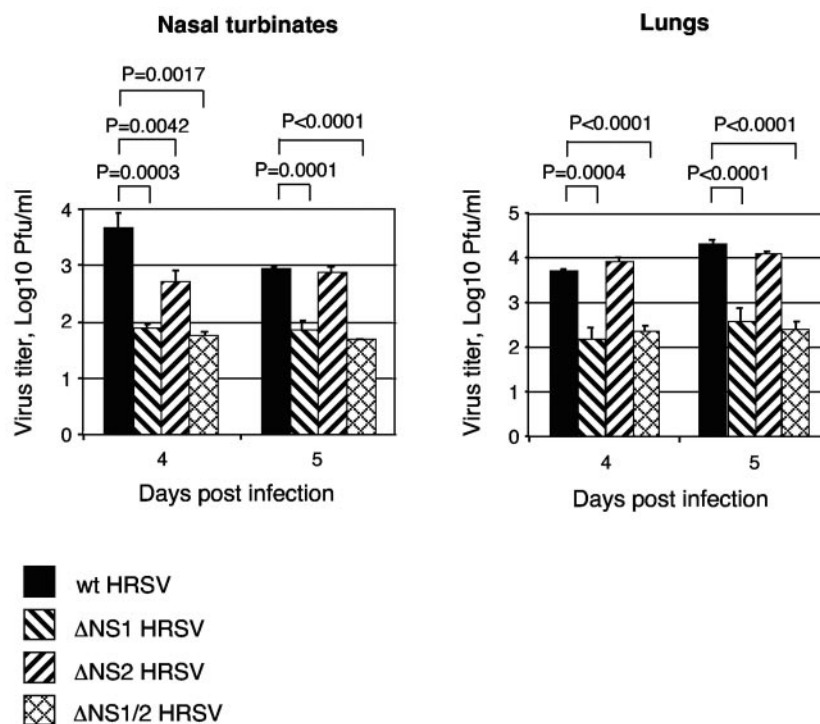 Nasal turbinates
P=0.0017
P=0.0042
P<0.0001
P=0.0003
P=0.0001
Virus titer, Log10 Pfu/ml
4
3
2
1
0
4
5
Days post infection
Lungs
P<0.0001
P<0.0001
P=0.0004
P<0.0001
Virus titer, Log10 Pfu/ml
5
4
3
2
1
0
4
5
Days post infection
wt HRSV
ΔNS1 HRSV
ΔNS2 HRSV
ΔNS1/2 HRSV